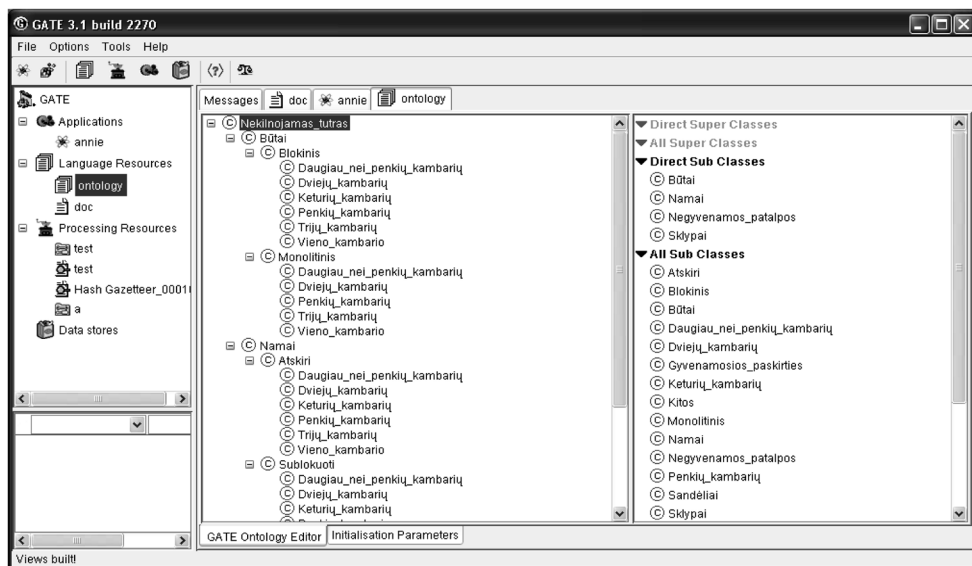 GATE 3.1 build 2270
File Options Tools Help
GATE
Applications
annie
Language Resources
ontology
doc
Processing Resources
test
test
Hash Gazetteer_0001
a
Data stores
Messages doc annie ontology
Nekilnojamas_tutras
Būtai
Blokinis
Daugiau_nei_penkių_kambarių
Dviejų_kambarių
Keturių_kambarių
Penkių_kambarių
Trijų_kambarių
Vieno_kambario
Monolitinis
Daugiau_nei_penkių_kambarių
Dviejų_kambarių
Penkių_kambarių
Trijų_kambarių
Vieno_kambario
Namai
Atskiri
Daugiau_nei_penkių_kambarių
Dviejų_kambarių
Keturių_kambarių
Penkių_kambarių
Trijų_kambarių
Vieno_kambario
Sublokuoti
Daugiau_nei_penkių_kambarių
Dviejų_kambarių
Keturių_kambarių
Direct Super Classes
All Super Classes
Direct Sub Classes
Būtai
Namai
Negyvenamos_patalpos
Sklypai
All Sub Classes
Atskiri
Blokinis
Būtai
Daugiau_nei_penkių_kambarių
Dviejų_kambarių
Gyvenamosios_paskirties
Keturių_kambarių
Kitos
Monolitinis
Namai
Negyvenamos_patalpos
Penkių_kambarių
Sandėliai
Sklypai
GATE Ontology Editor Initialisation Parameters
Views built!